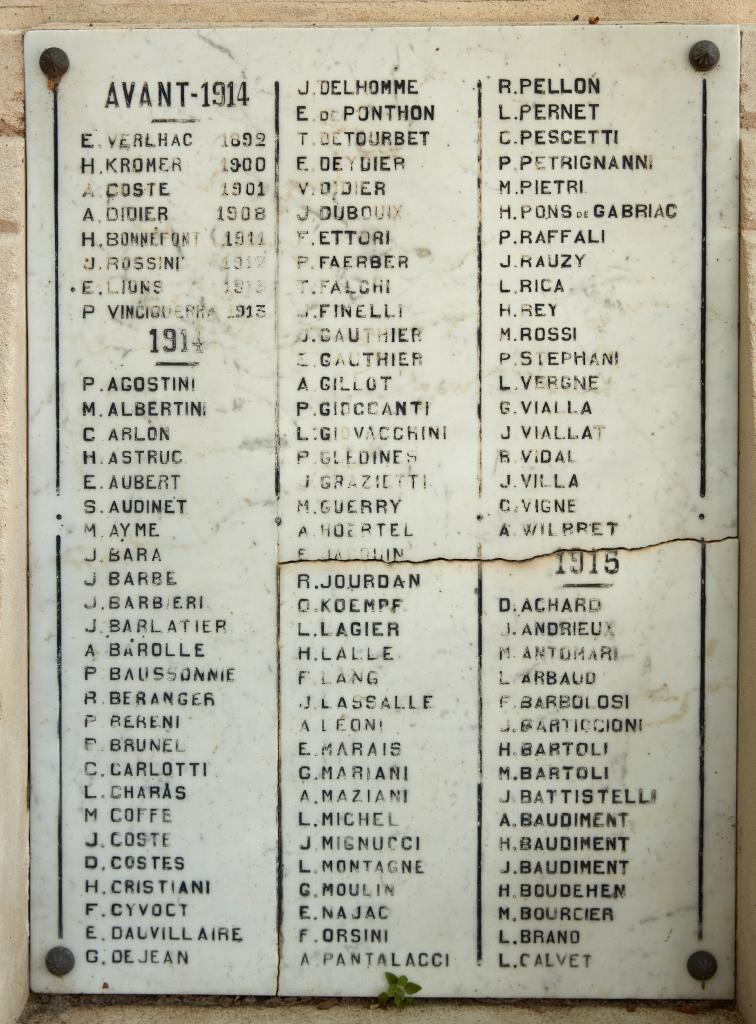 AVANT-1914
E. VERLHAC 1892
H. KROMER 1900
A. COSTE 1901
A. DIDIER 1908
H. BONNEFONT 1911
J. ROSSINI 1912
E. LIONS 1913
P VINCIGUERRA 1913
1914
P. AGOSTINI
M. ALBERTINI
C ARLON
H. ASTRUC
E. AUBERT
S. AUDINET
M. AYME
J. BARA
J BARBE
J. BARBIERI
J. BARLATIER
A BAROLLE
P BAUSSONNIE
R. BERANGER
P BERENI
P BRUNEL
C. CARLOTTI
L. CHARAS
M COFFE
J. COSTE
D. COSTES
H. CRISTIANI
F. CYVOCT
E. DAUVILLAIRE
G. DEJEAN
J. DELHOMME
E. DE PONTHON
T. DETOURBET
E. DEYDIER
V. DIDIER
J DUBOUIX
F. ETTORI
P. FAERBER
T. FALCHI
J. FINELLI
J. GAUTHIER
E. GAUTHIER
A. GILLOT
P. GIOCCANTI
L. GIOVACCHINI
P. GLEDINES
J GRAZIETTI
M. GUERRY
A. HOERTEL
E. JACQUIN
R. JOURDAN
O. KOEMPF
L. LAGIER
H. LALLE
F. LANG
J. LASSALLE
A LÉONI
E. MARAIS
G. MARIANI
A. MAZIANI
L. MICHEL
J. MIGNUCCI
L. MONTAGNE
G. MOULIN
E. NAJAC
F. ORSINI
A PANTALACCI
R. PELLON
L. PERNET
C. PESCETTI
P. PETRIGNANNI
M. PIETRI
H. PONS DE GABRIAC
P. RAFFALI
J. RAUZY
L. RICA
H. REY
M. ROSSI
P. STEPHANI
L. VERGNE
G. VIALLA
J VIALLAT
R. VIDAL
J. VILLA
C. VIGNE
A. WILBRET
1915
D. ACHARD
J. ANDRIEUX
M. ANTOMARI
L ARBAUD
F. BARBOLOSI
J. BARTICCIONI
H. BARTOLI
M. BARTOLI
J BATTISTELLI
A. BAUDIMENT
H. BAUDIMENT
J. BAUDIMENT
H. BOUDEHEN
M. BOURCIER
L. BRANO
L. CALVET